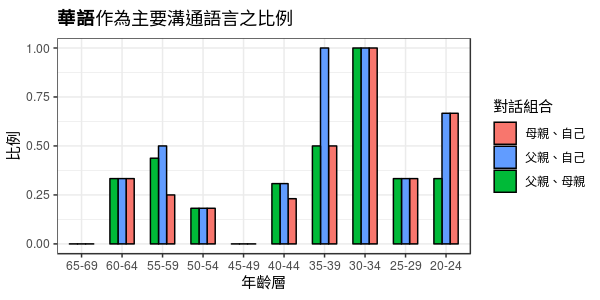 華語作為主要溝通語言之比例
比例
1.00
0.75
0.50
0.25
0.00
65-69 60-64 55-59 50-54 45-49 40-44 35-39 30-34 25-29 20-24
年齡層
對話組合
母親、自己
父親、自己
父親、母親